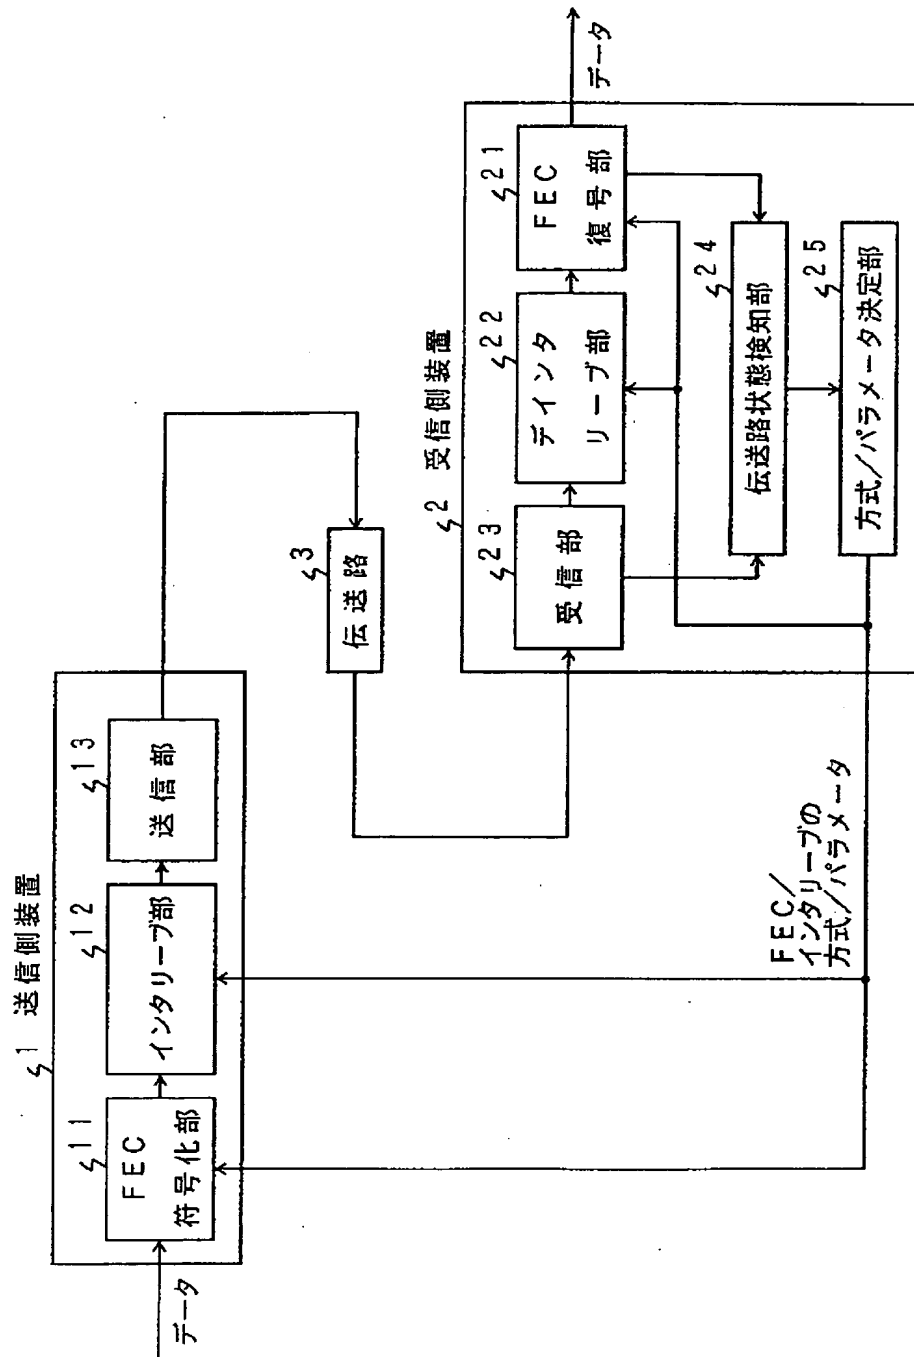 データ
1 送信側装置
11
FEC
符号化部
12
インタリーブ部
13
送信部
3
伝送路
2 受信側装置
23
受信部
22
デインタ
リーブ部
21
FEC
復号部
データ
24
伝送路状態検知部
25
方式/パラメータ決定部
FEC/
インタリーブの
方式/パラメータ